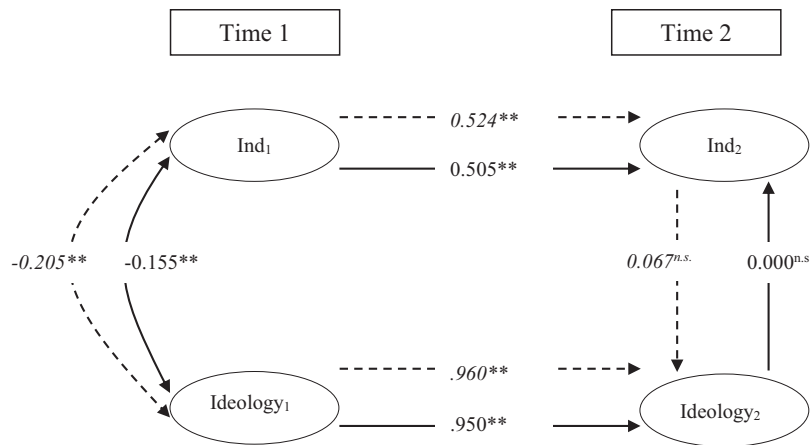 Time 1
Time 2
0.524**
Ind₁
Ind₂
0.505**
-0.205**
-0.155**
0.067ⁿ·ˢ·
0.000ⁿ·ˢ
.960**
Ideology₁
Ideology₂
.950**